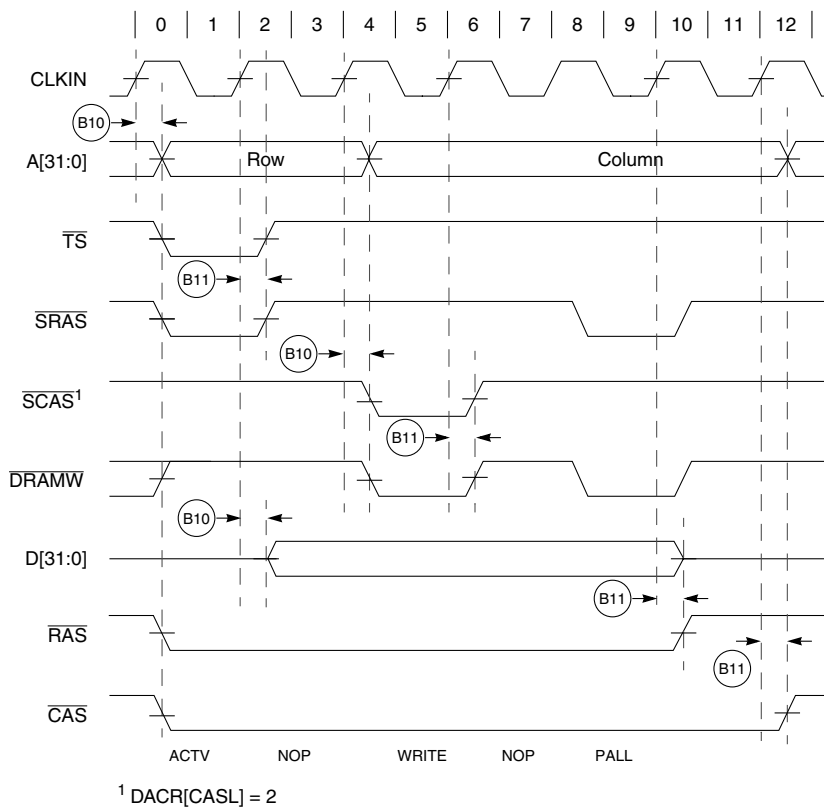 0 1 2 3 4 5 6 7 8 9 10 11 12
CLKIN
B10
A[31:0] Row Column
TS
B11
SRAS
B10
SCAS1
B11
DRAMW
B10
D[31:0]
B11
RAS
B11
CAS
ACTV NOP WRITE NOP PALL
1 DACR[CASL] = 2